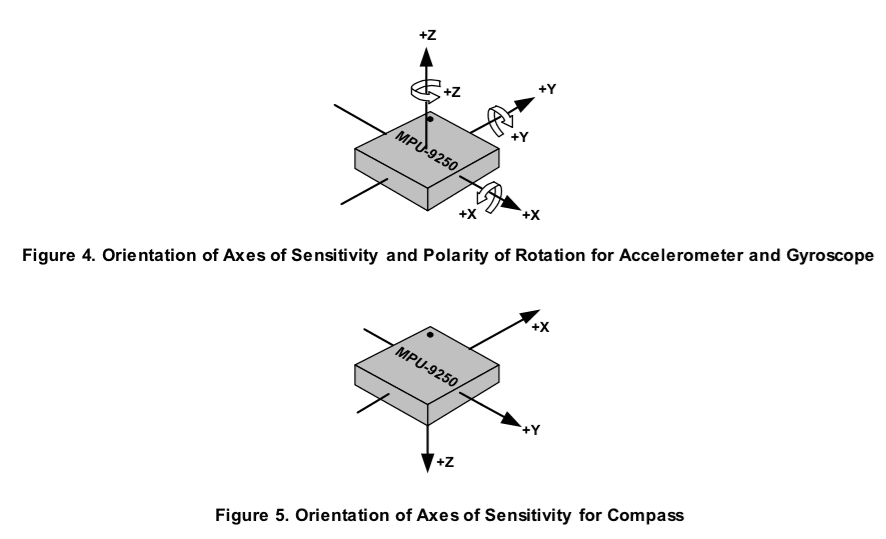 +Z
+Z
+Y
+Y
MPU-9250
+X
+X
Figure 4. Orientation of Axes of Sensitivity and Polarity of Rotation for Accelerometer and Gyroscope
+X
MPU-9250
+Y
+Z
Figure 5. Orientation of Axes of Sensitivity for Compass